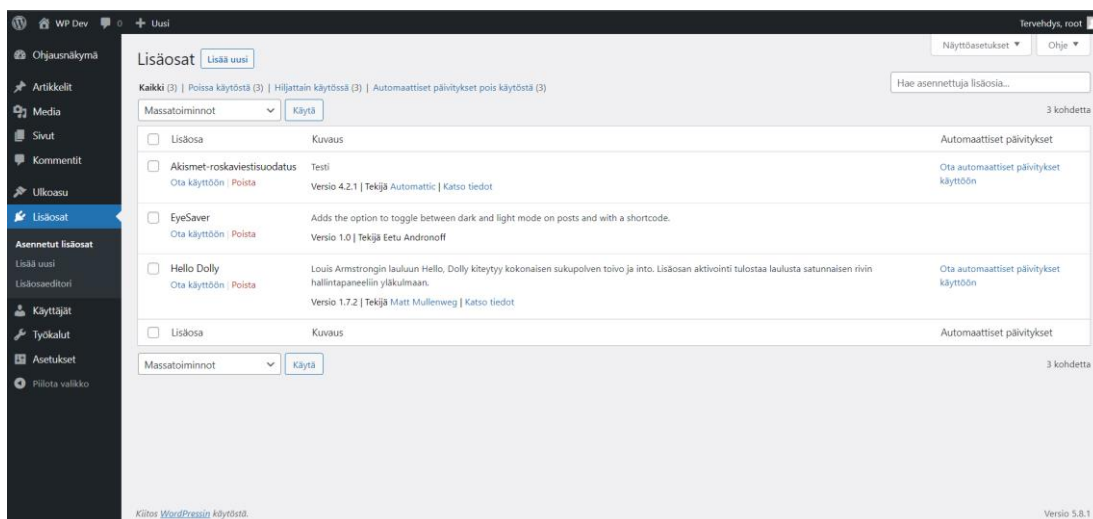 WP Dev 0 + Uusi Tervehdys, root
Ohjausnäkymä
Artikkelit
Media
Sivut
Kommentit
Ulkoasu
Lisäosat
Asennetut lisäosat
Lisää uusi
Lisäosaeditori
Käyttäjät
Työkalut
Asetukset
Piilota valikko
Näyttöasetukset ▼ Ohje ▼
Lisäosat Lisää uusi
Kaikki (3) | Poissa käytöstä (3) | Hiljattain käytössä (3) | Automaattiset päivitykset pois käytöstä (3)
Hae asennettuja lisäosia...
Massatoiminnot Käytä 3 kohdetta
Lisäosa Kuvaus Automaattiset päivitykset
Akismet-roskaviestisuodatus Testi Ota automaattiset päivitykset
Ota käyttöön | Poista Versio 4.2.1 | Tekijä Automattic | Katso tiedot käyttöön
EyeSaver Adds the option to toggle between dark and light mode on posts and with a shortcode.
Ota käyttöön | Poista Versio 1.0 | Tekijä Eetu Andronoff
Hello Dolly Louis Armstrongin lauluun Hello, Dolly kiteytyy kokonaisen sukupolven toivo ja into. Lisäosan aktivointi tulostaa laulusta satunnaisen rivin Ota automaattiset päivitykset
Ota käyttöön | Poista hallintapaneeliin yläkulmaan. käyttöön
Versio 1.7.2 | Tekijä Matt Mullenweg | Katso tiedot
Lisäosa Kuvaus Automaattiset päivitykset
Massatoiminnot Käytä 3 kohdetta
Kiitos WordPressin käytöstä. Versio 5.8.1